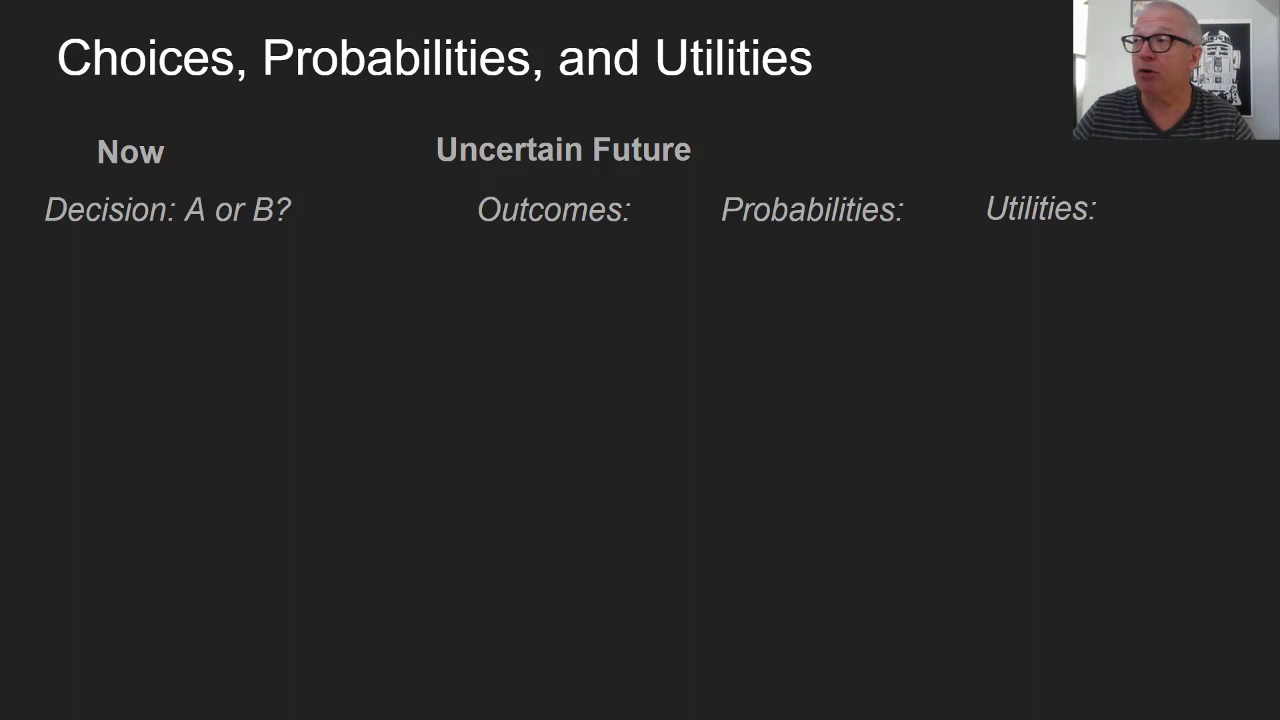 Choices, Probabilities, and Utilities
Now
Uncertain Future
Decision: A or B?
Outcomes:
Probabilities:
Utilities: